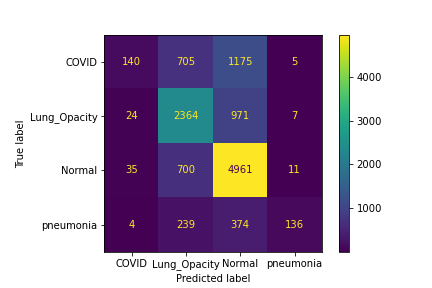 COVID 140 705 1175 5
Lung_Opacity 24 2364 971 7
Normal 35 700 4961 11
pneumonia 4 239 374 136
COVID Lung_Opacity Normal pneumonia
Predicted label
True label
4000
3000
2000
1000